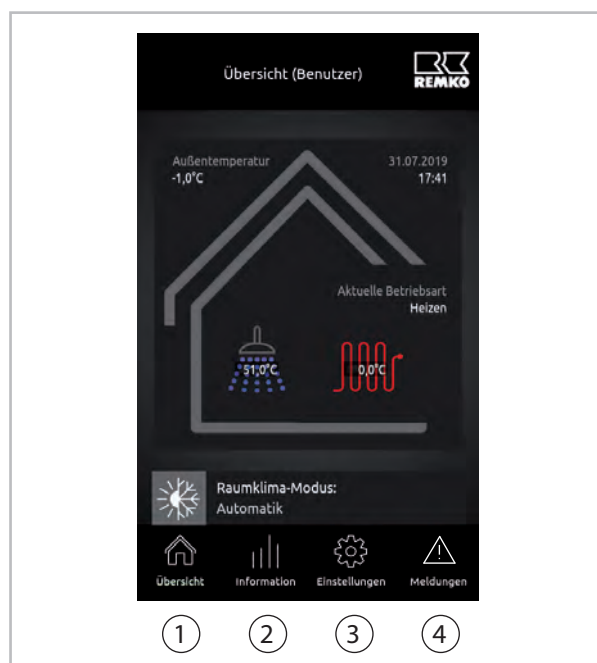 Übersicht (Benutzer)
REMKO
Außentemperatur
-1,0°C
31.07.2019
17:41
Aktuelle Betriebsart
Heizen
51,0°C
0,0°C
Raumklima-Modus:
Automatik
Übersicht Information Einstellungen Meldungen
1 2 3 4